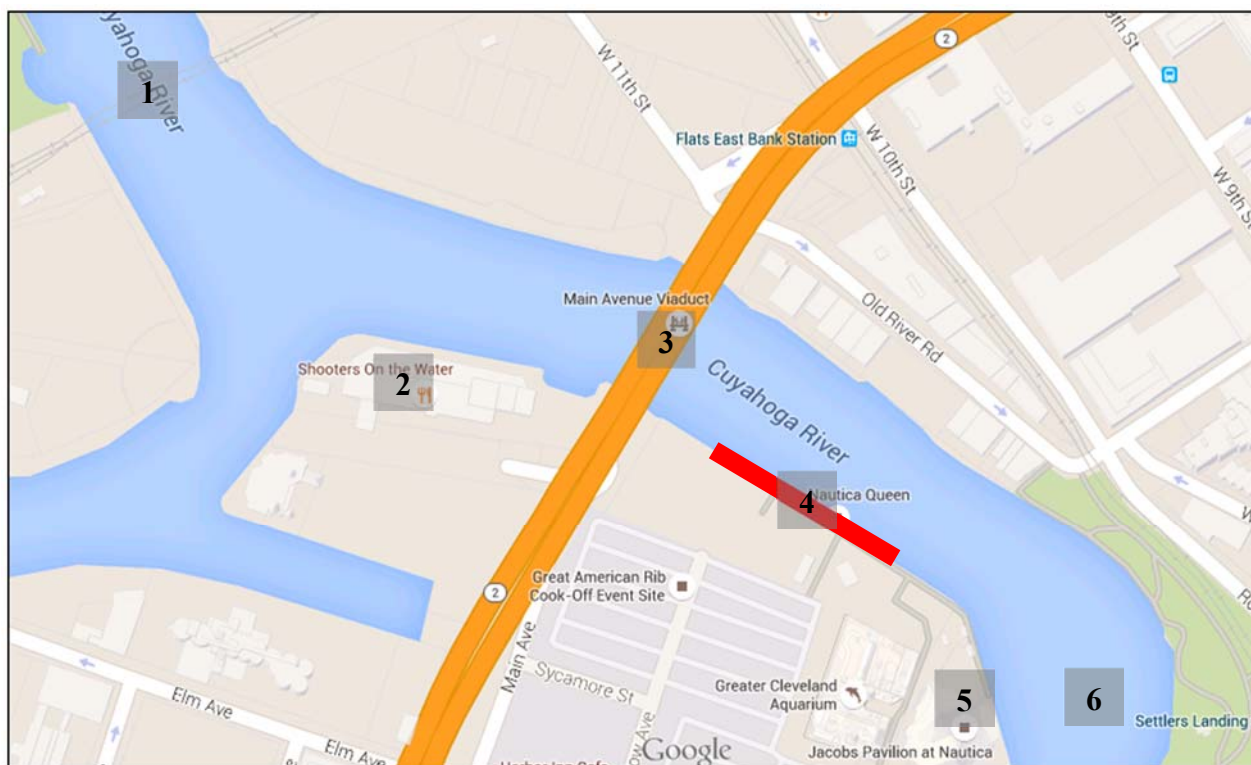 Cuyahoga
River
1
W 11th St
2
Flats East Bank Station
W 10th St
9th St
W 9th St
Main Avenue Viaduct
3
Old River Rd
Shooters On the Water
2
Cuyahoga River
4
Nautica Queen
Great American Rib
Cook-Off Event Site
2
Main Ave
Sycamore St
Elm Ave
Elm Ave
Greater Cleveland
Aquarium
5
6
Settlers Landing
Jacobs Pavilion at Nautica
Google